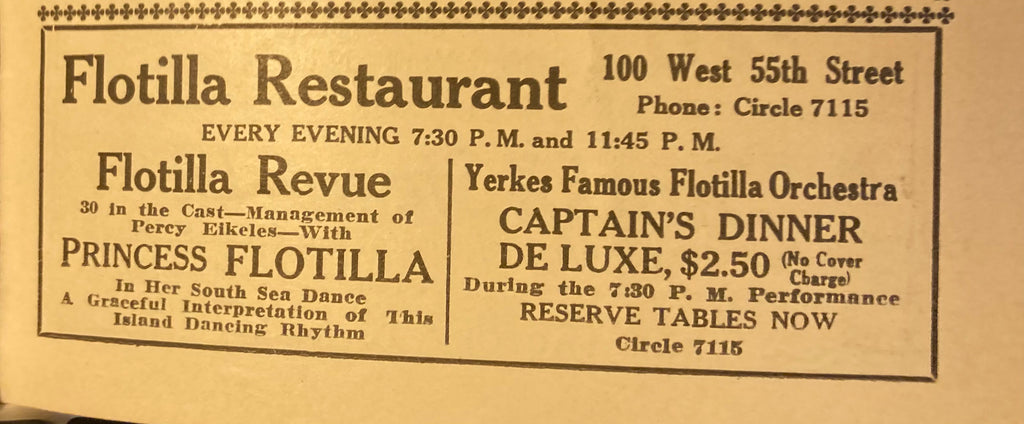 Flotilla Restaurant
100 West 55th Street
Phone: Circle 7115
EVERY EVENING 7:30 P. M. and 11:45 P. M.
Flotilla Revue
30 in the Cast—Management of
Percy Elkeles—With
PRINCESS FLOTILLA
In Her South Sea Dance
A Graceful Interpretation of This
Island Dancing Rhythm
Yerkes Famous Flotilla Orchestra
CAPTAIN'S DINNER
DE LUXE, $2.50 (No Cover
Charge)
During the 7:30 P. M. Performance
RESERVE TABLES NOW
Circle 7115